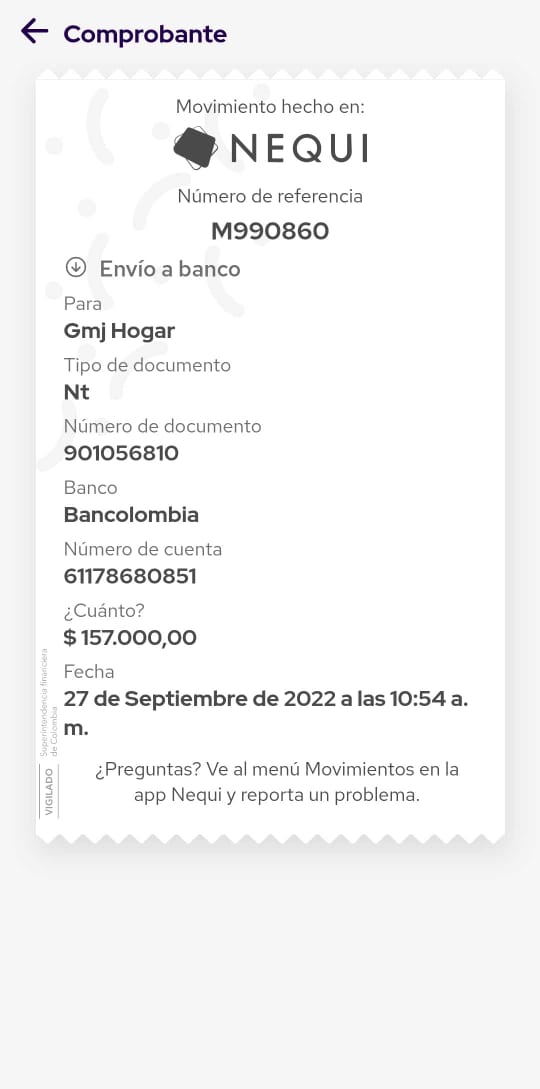 Comprobante
Movimiento hecho en:
NEQUI
Número de referencia
M990860
Envío a banco
Para
Gmj Hogar
Tipo de documento
Nt
Número de documento
901056810
Banco
Bancolombia
Número de cuenta
61178680851
¿Cuánto?
$ 157.000,00
Fecha
27 de Septiembre de 2022 a las 10:54 a.
m.
¿Preguntas? Ve al menú Movimientos en la
app Nequi y reporta un problema.
VIGILADO
Superintendencia financiera
de Colombia